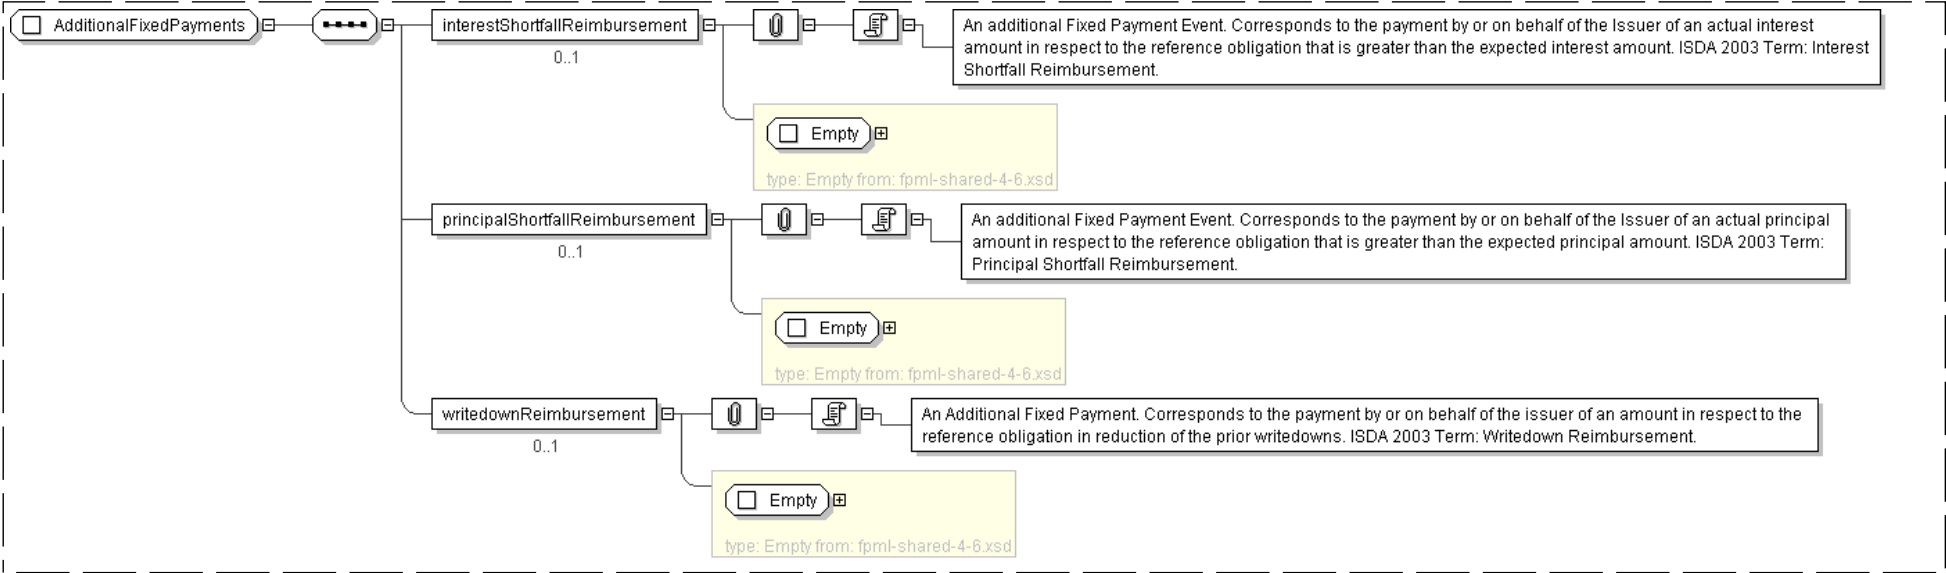 AdditionalFixedPayments
interestShortfallReimbursement
0..1
An additional Fixed Payment Event. Corresponds to the payment by or on behalf of the Issuer of an actual interest
amount in respect to the reference obligation that is greater than the expected interest amount. ISDA 2003 Term: Interest
Shortfall Reimbursement.
Empty
type: Empty from: fpml-shared-4-6.xsd
principalShortfallReimbursement
0..1
An additional Fixed Payment Event. Corresponds to the payment by or on behalf of the Issuer of an actual principal
amount in respect to the reference obligation that is greater than the expected principal amount. ISDA 2003 Term:
Principal Shortfall Reimbursement.
Empty
type: Empty from: fpml-shared-4-6.xsd
writedownReimbursement
0..1
An Additional Fixed Payment. Corresponds to the payment by or on behalf of the issuer of an amount in respect to the
reference obligation in reduction of the prior writedowns. ISDA 2003 Term: Writedown Reimbursement.
Empty
type: Empty from: fpml-shared-4-6.xsd